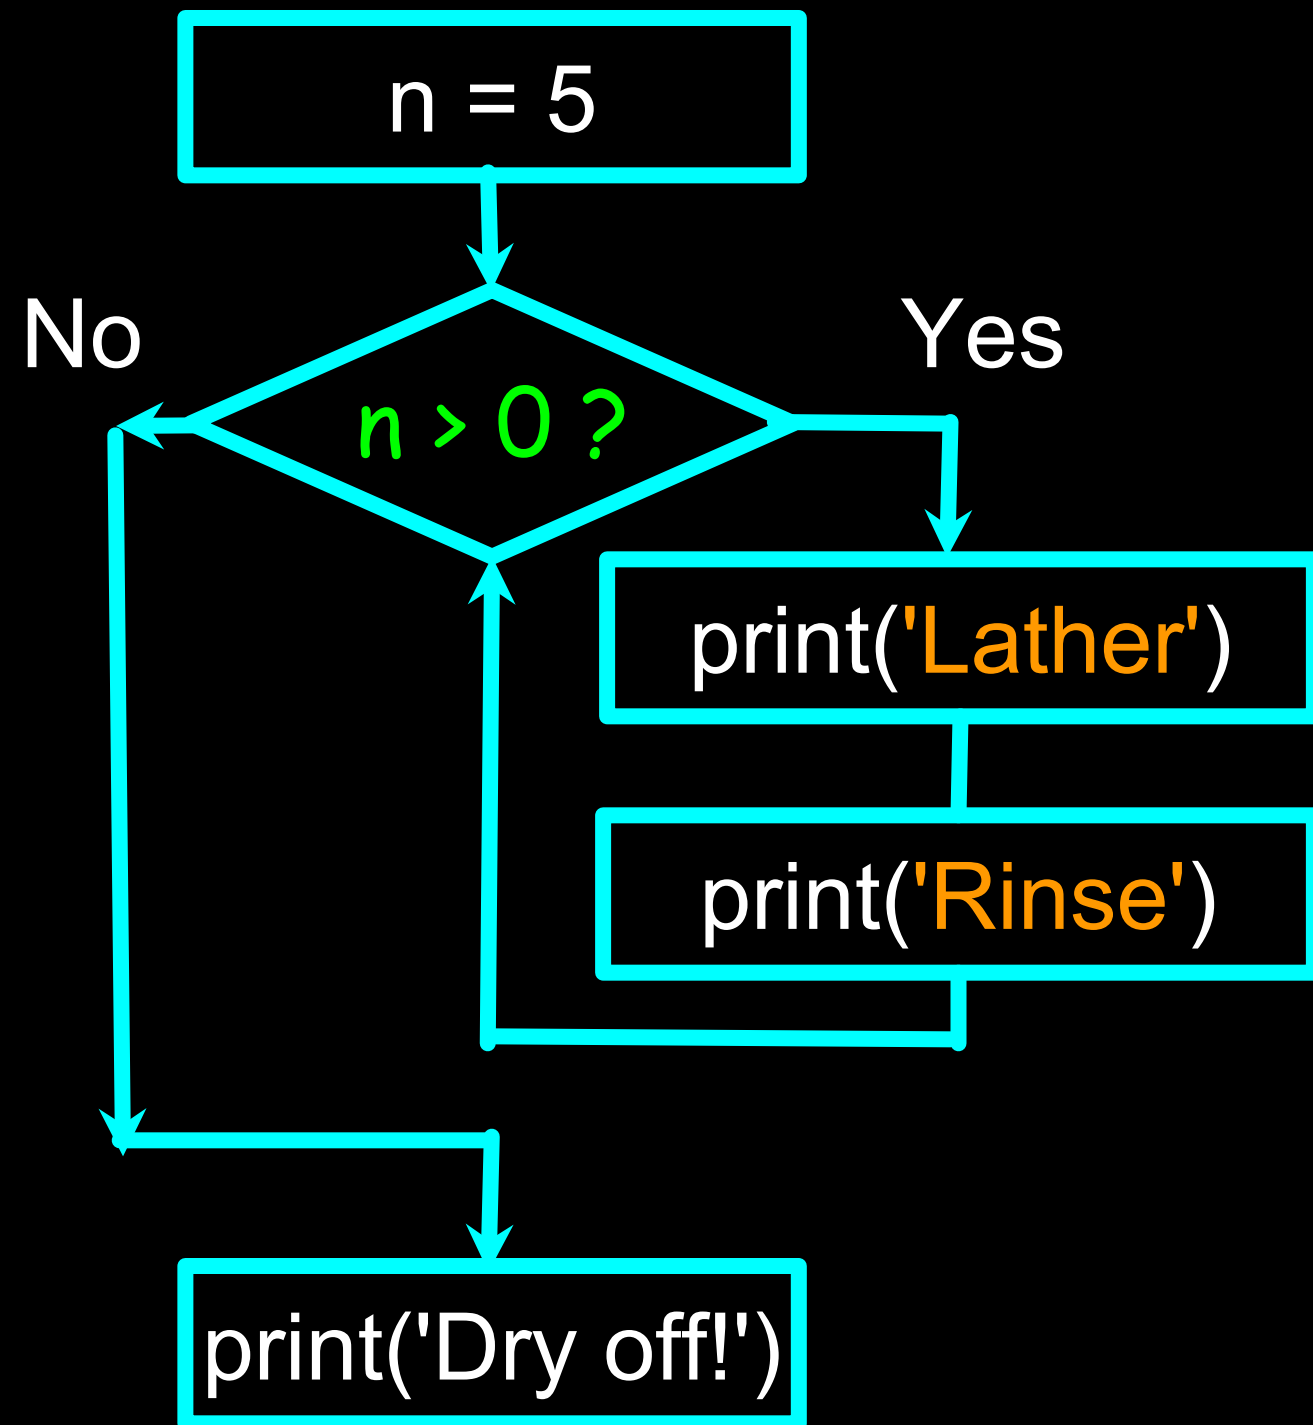 n = 5
No
Yes
n > 0 ?
print('Lather')
print('Rinse')
print('Dry off!')